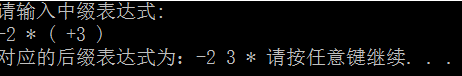 请输入中缀表达式:
-2 * ( +3 )
对应的后缀表达式为: -2 3 * 请按任意键继续. . .